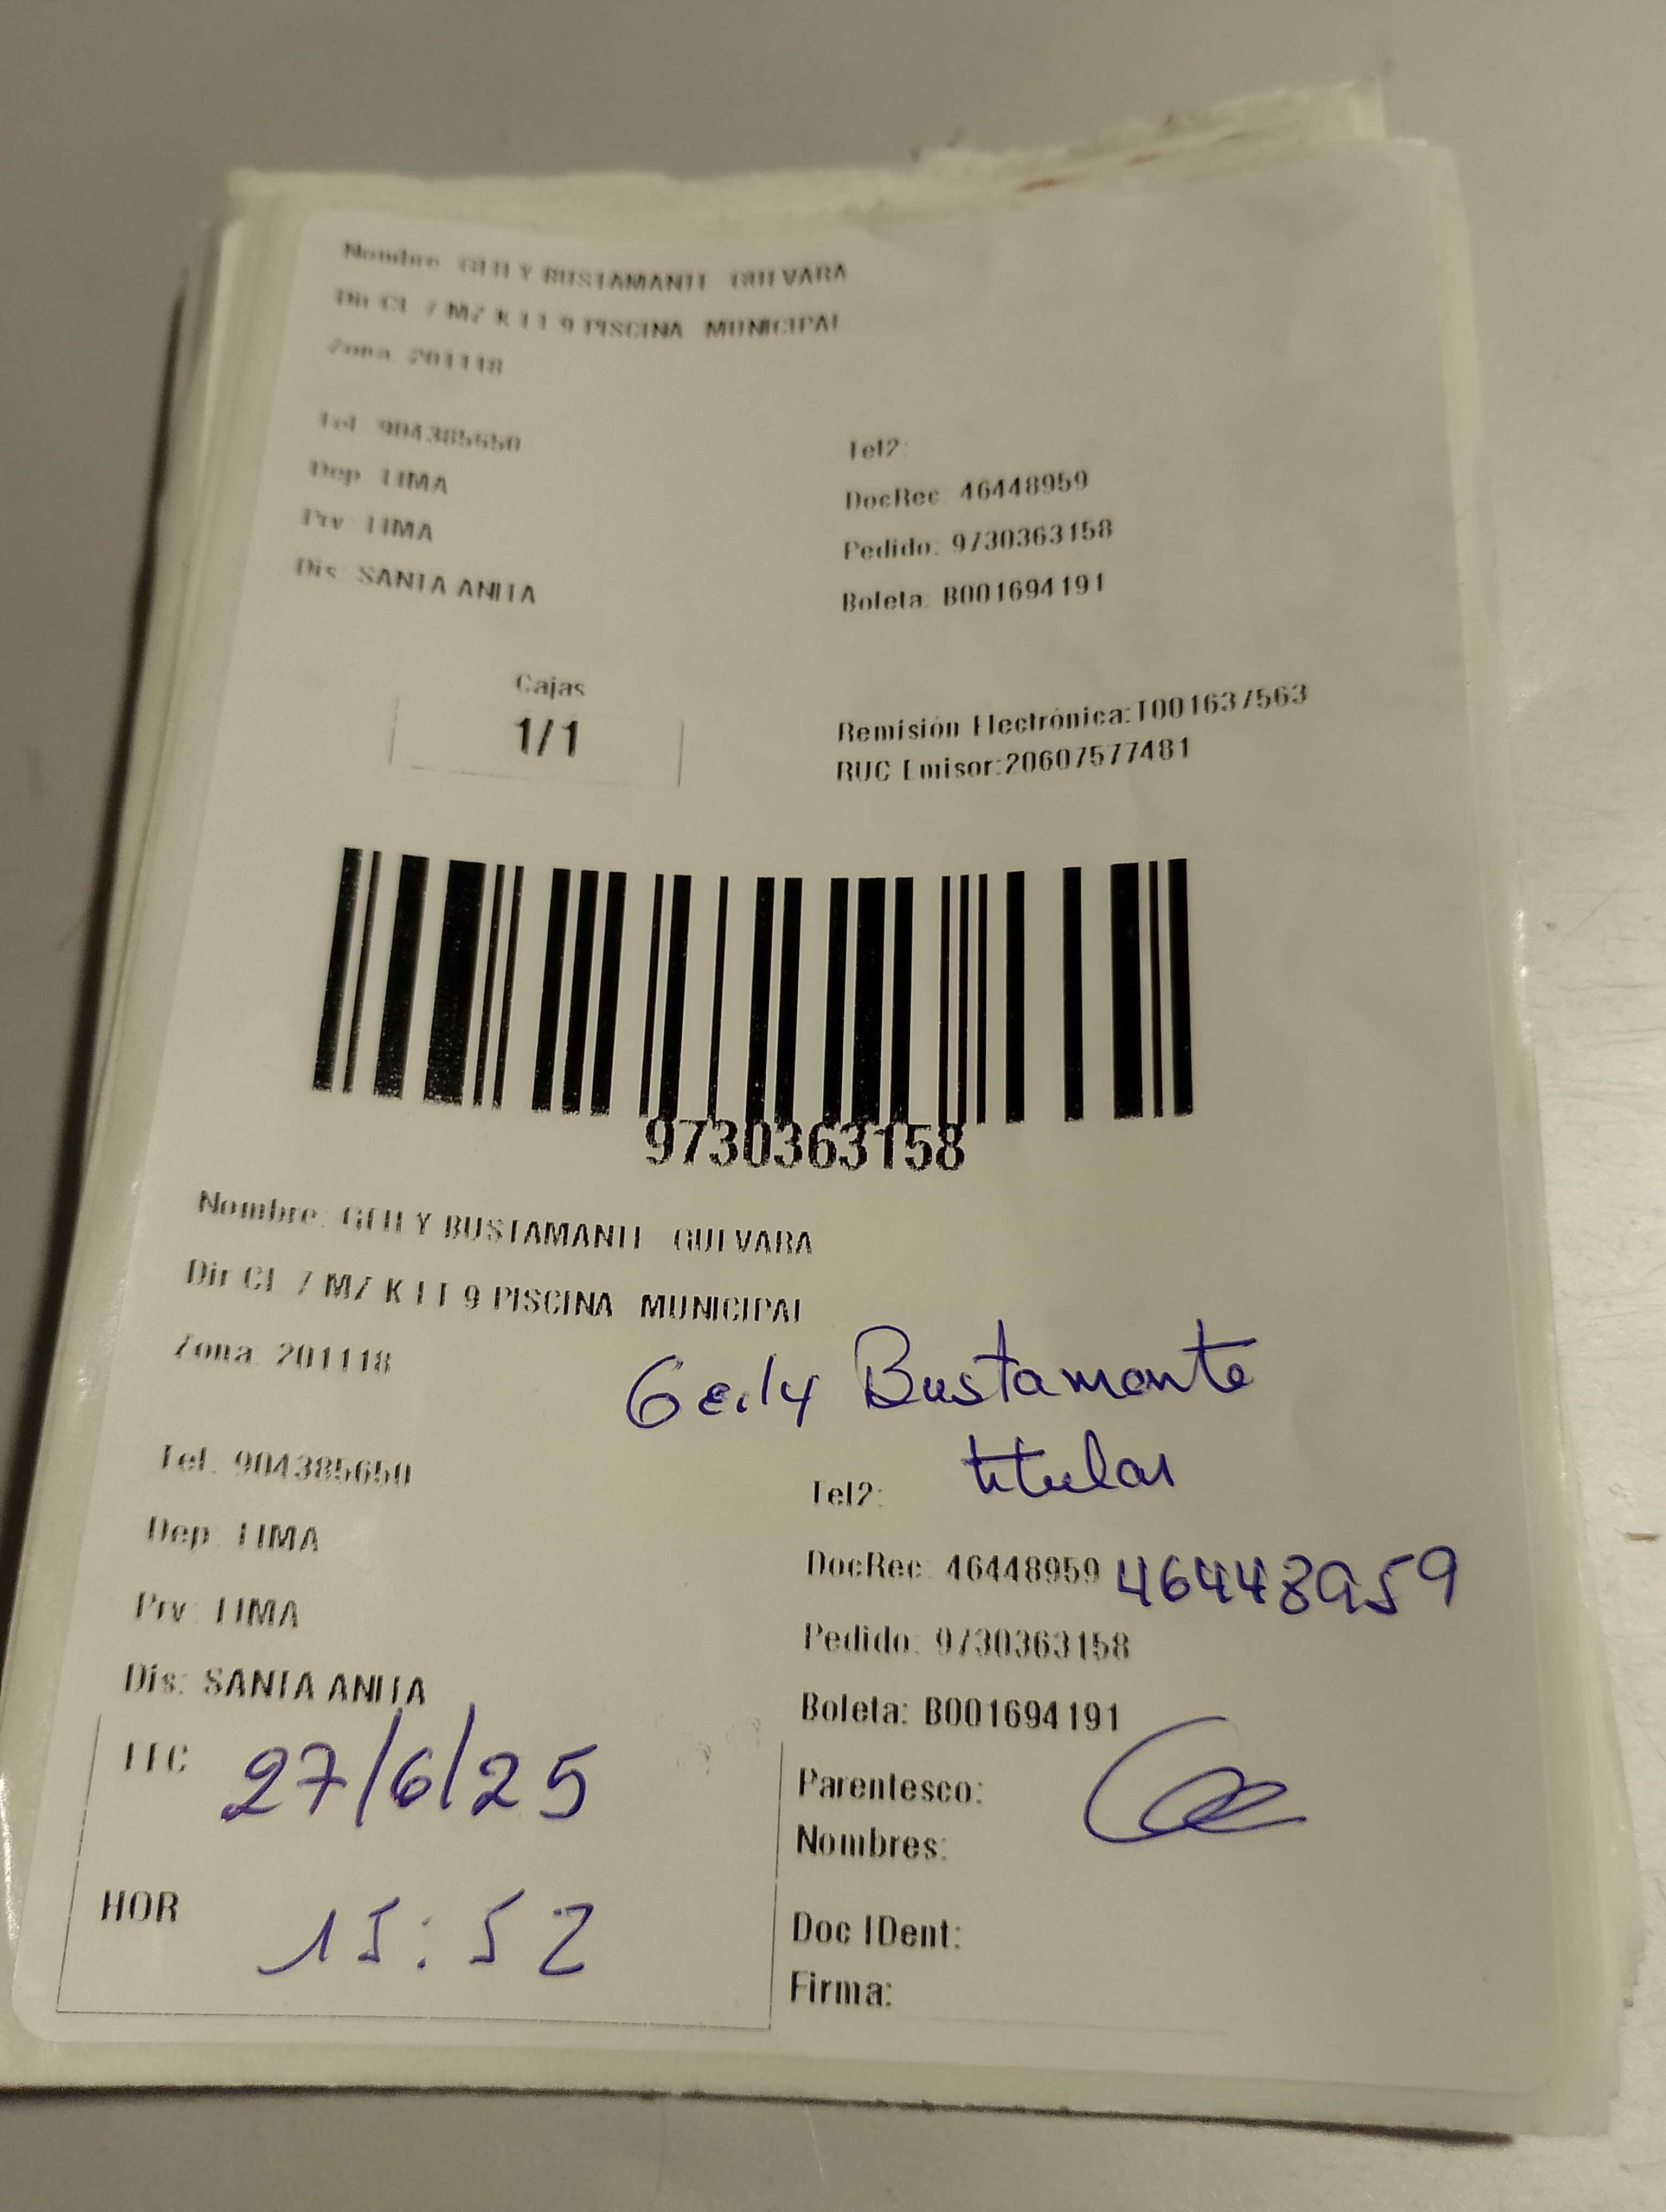 Nombre: GEILY BUSTAMANTE GUEVARA
Dir CL 7 MZ K LT 9 PISCINA MUNICIPAL
Zona 201118
Tel 904385650
Tel2:
Dep LIMA
DocRec 46448959
Prv LIMA
Pedido: 9730363158
Dis SANTA ANITA
Boleta: B001694191
Cajas
1/1
Remisión Electrónica:T001637563
RUC Emisor:20607577481
9730363158
Nombre: GEILY BUSTAMANTE GUEVARA
Dir CL 7 MZ K LT 9 PISCINA MUNICIPAL
Zona 201118
Geily Bustamante
titular
Tel. 904385650
Tel2:
Dep LIMA
DocRec 46448959 46448959
Prv LIMA
Pedido: 9730363158
Dis: SANTA ANITA
Boleta: B001694191
27/6/25
Parentesco:
Nombres:
HOR 15:52
Doc IDent:
Firma: